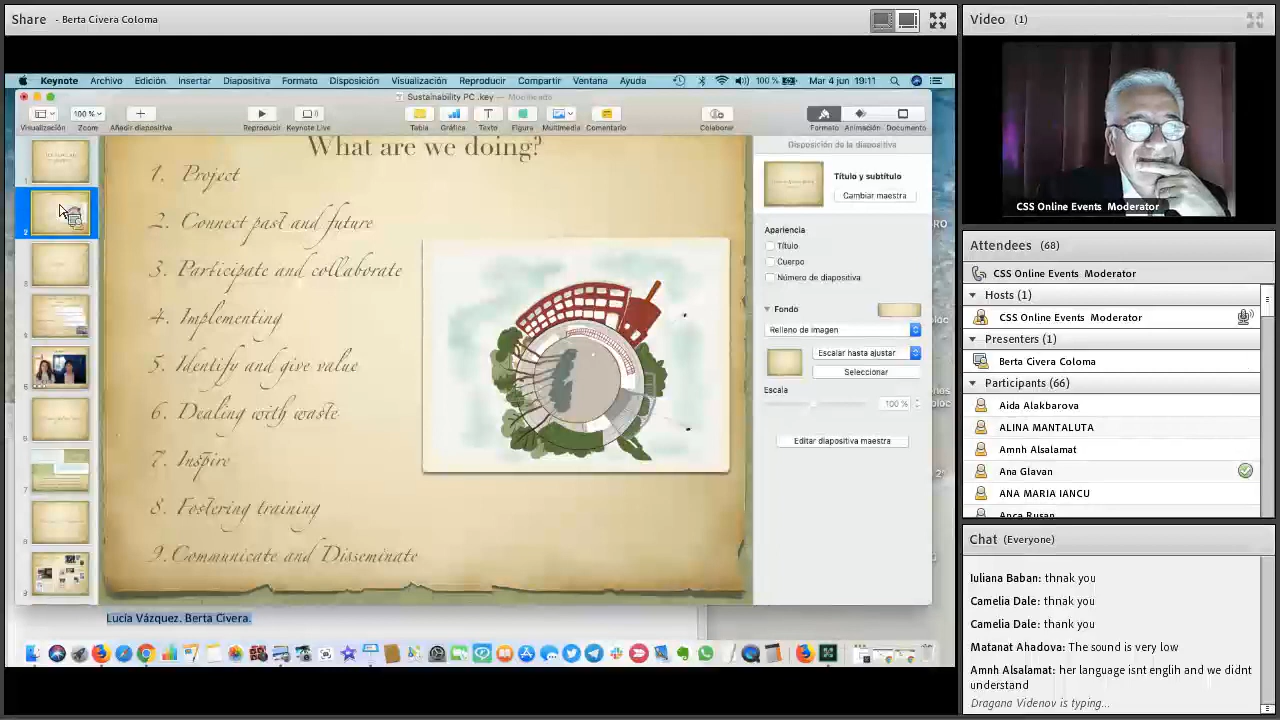 Share - Berta Civera Coloma
Keynote Archivo Edición Insertar Diapositiva Formato Disposición Visualización Reproducir Compartir Ventana Ayuda 100 % Mar 4 jun 19:11
Sustainability PC .key — Modificado
100 %
Visualización Zoom Añadir diapositiva Reproducir Keynote Live Tabla Gráfica Texto Figura Multimedia Comentario Colaborar Formato Animación Documento
What are we doing?
1. Project
2. Connect past and future
3. Participate and collaborate
4. Implementing
5. Identify and give value
6. Dealing with waste
7. Inspire
8. Fostering training
9. Communicate and Disseminate
Disposición de la diapositiva
Título y subtítulo
Cambiar maestra
Apariencia
Título
Cuerpo
Número de diapositiva
Fondo
Relleno de imagen
Escalar hasta ajustar
Seleccionar
Escala
100 %
Editar diapositiva maestra
Lucía Vázquez. Berta Civera.
Video (1)
CSS Online Events Moderator
Attendees (68)
CSS Online Events Moderator
Hosts (1)
CSS Online Events Moderator
Presenters (1)
Berta Civera Coloma
Participants (66)
Aida Alakbarova
ALINA MANTALUTA
Amnh Alsalamat
Ana Glavan
ANA MARIA IANCU
Anca Rusan
Chat (Everyone)
Iuliana Baban: thnak you
Camelia Dale: thnak you
Camelia Dale: thank you
Matanat Ahadova: The sound is very low
Amnh Alsalamat: her language isnt englih and we didnt
understand
Dragana Videnov is typing...